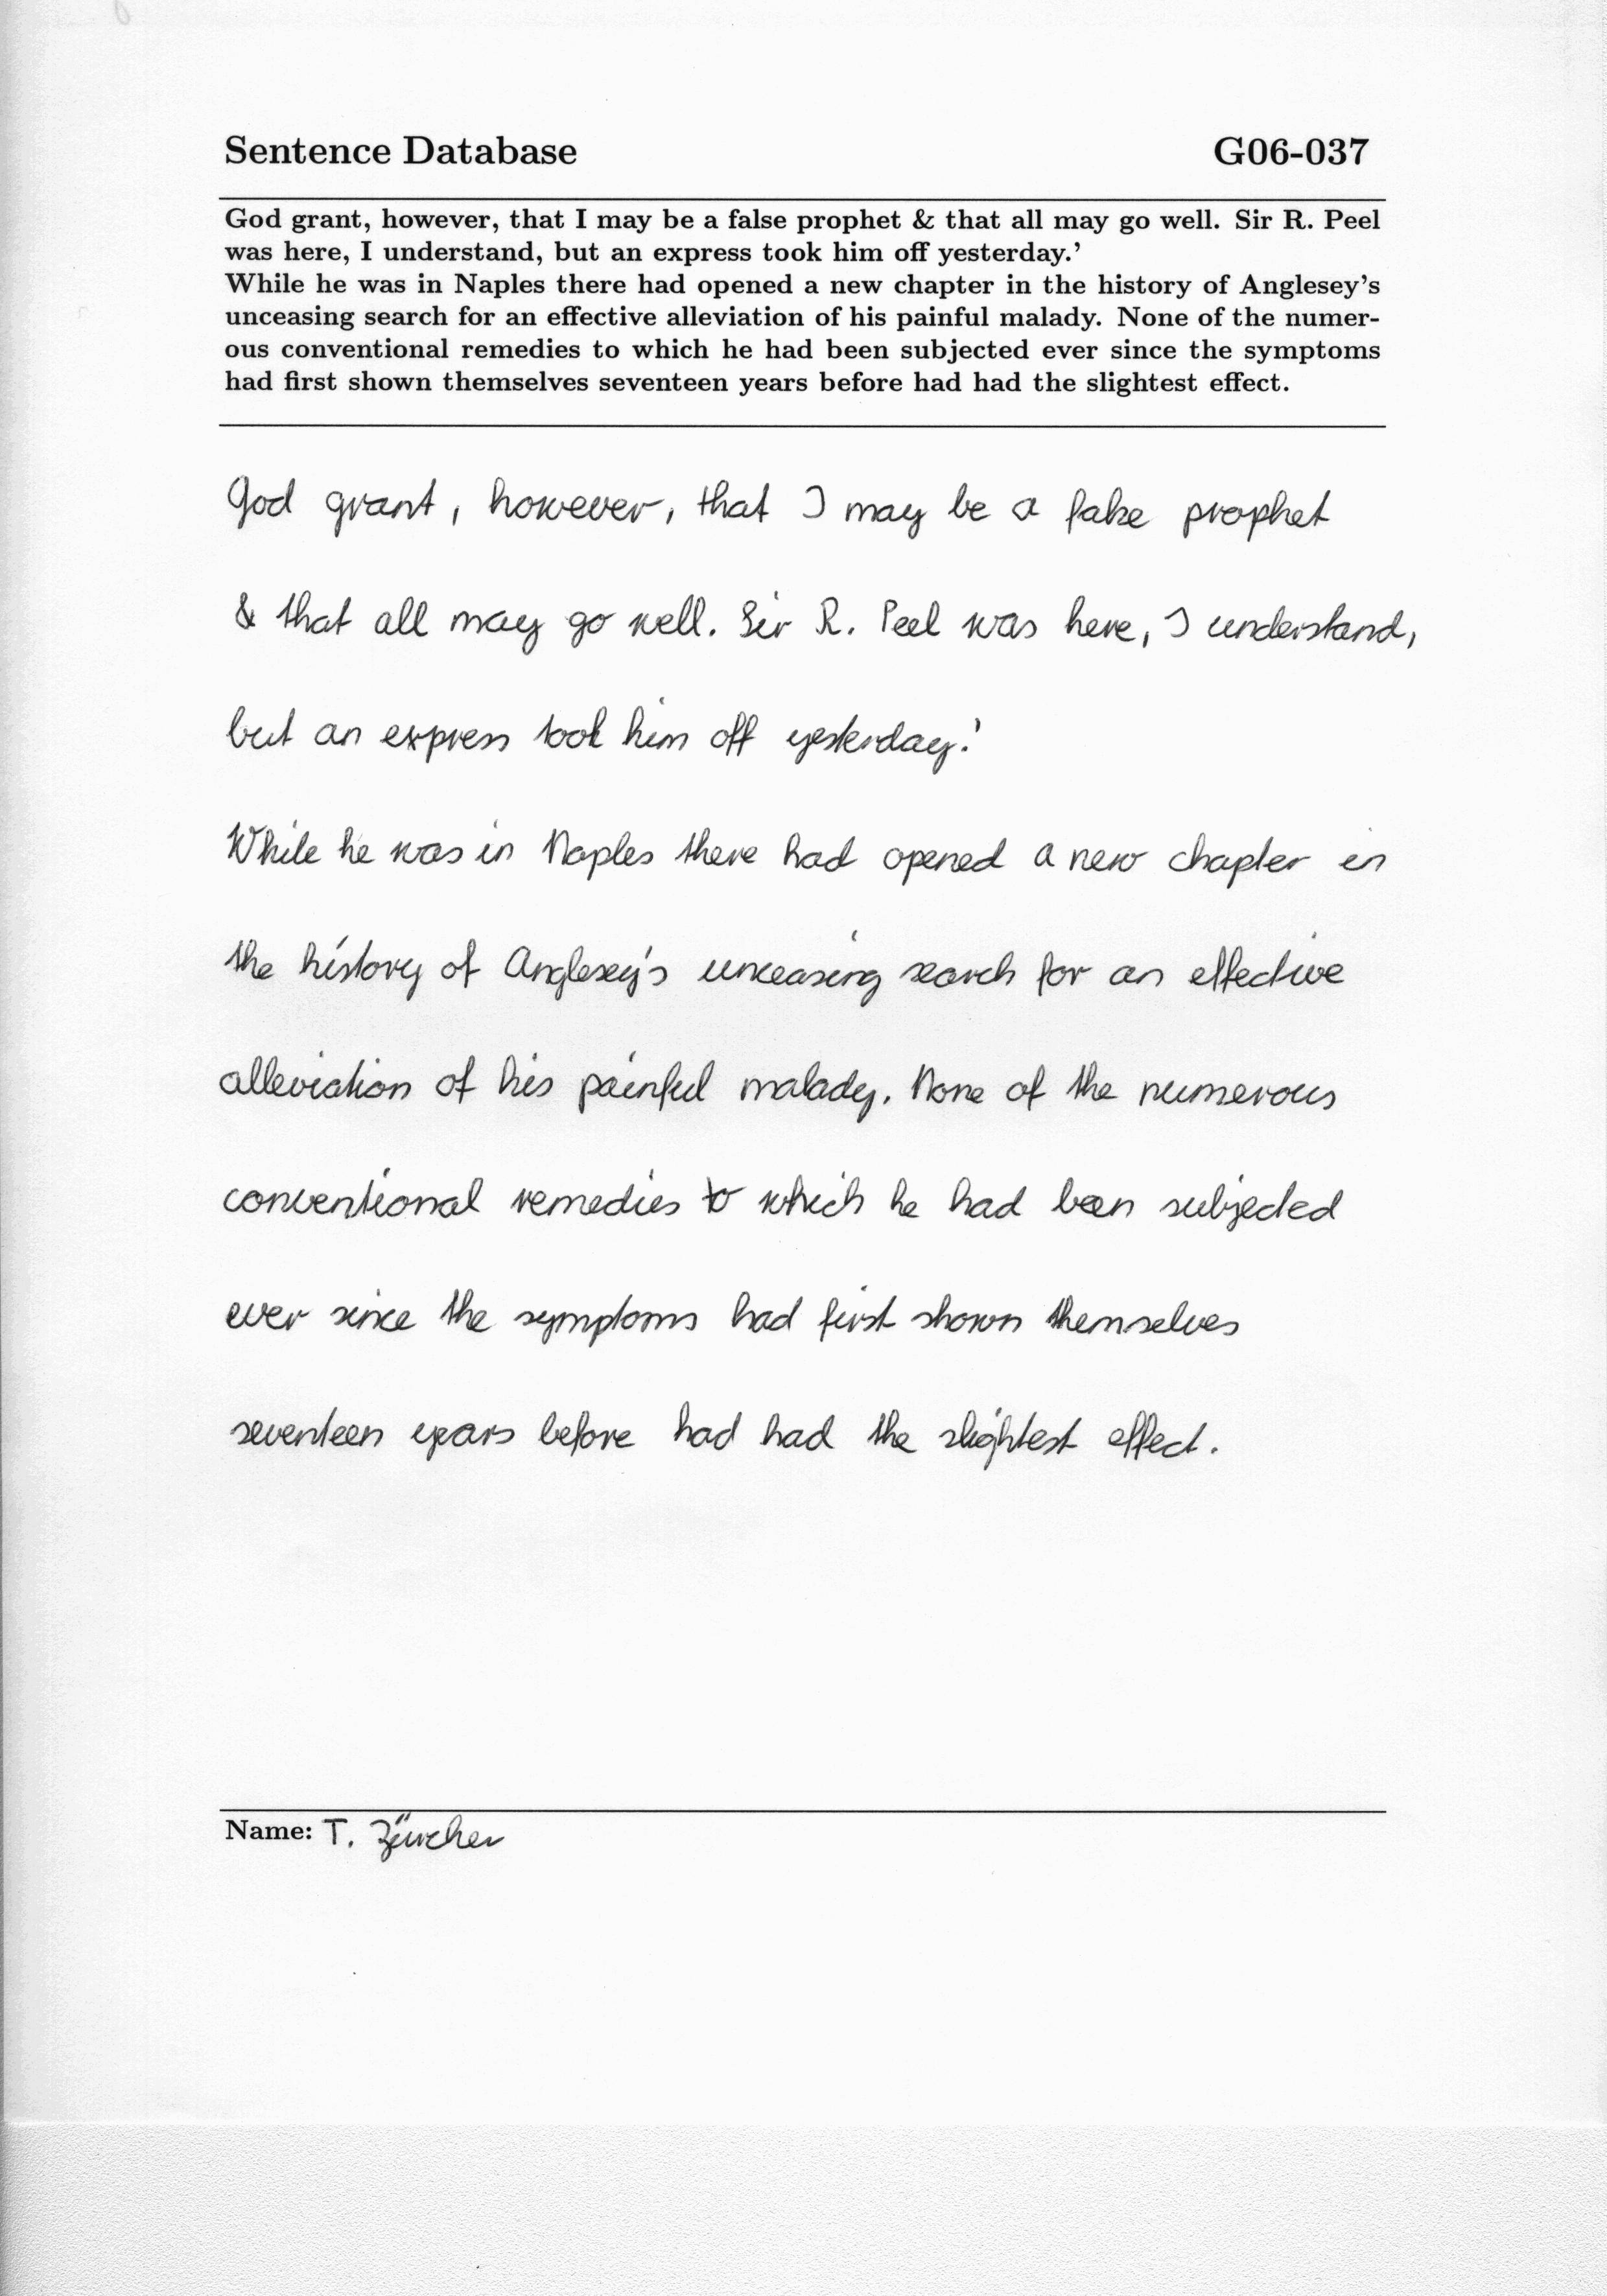 Sentence Database G06-037
God grant, however, that I may be a false prophet & that all may go well. Sir R. Peel
was here, I understand, but an express took him off yesterday.’
While he was in Naples there had opened a new chapter in the history of Anglesey’s
unceasing search for an effective alleviation of his painful malady. None of the numer-
ous conventional remedies to which he had been subjected ever since the symptoms
had first shown themselves seventeen years before had had the slightest effect.
God grant, however, that I may be a false prophet
& that all may go well. Sir R. Peel was here, I understand,
but an express took him off yesterday.'
While he was in Naples there had opened a new chapter in
the history of Anglesey's unceasing search for an effective
alleviation of his painful malady. None of the numerous
conventional remedies to which he had been subjected
ever since the symptoms had first shown themselves
seventeen years before had had the slightest effect.
Name: T. Zürcher